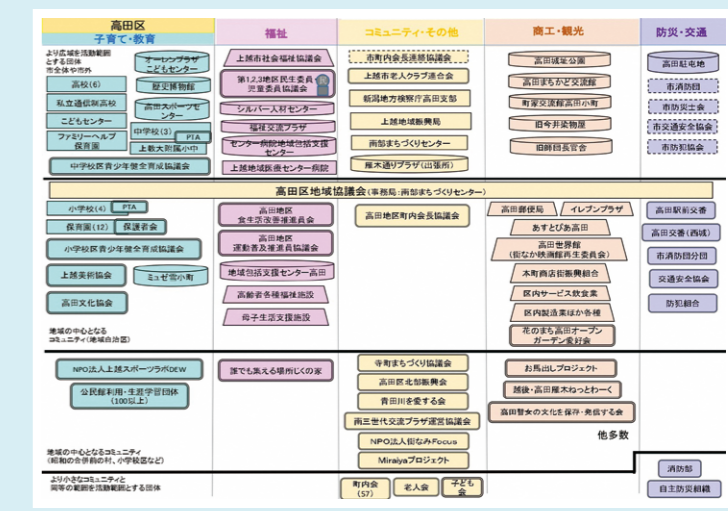 高田区
子育て・教育
福祉
コミュニティ・その他
商工・観光
防災・交通
より広域を活動範囲
とする団体
市全体や市外
オーレンプラザ
こどもセンター
高校(6)
歴史博物館
私立通信制高校
高田スポーツセ
ンター
こどもセンター
中学校(3)
PTA
ファミリーヘルプ
保育園
上教大附属小中
中学校区青少年健全育成協議会
上越市社会福祉協議会
第1,2,3地区民生委員・
児童委員協議会
シルバー人材センター
福祉交流プラザ
センター病院地域包括支援
センター
上越地域医療センター病院
市町内会長連絡協議会
上越市老人クラブ連合会
新潟地方検察庁高田支部
上越地域振興局
南部まちづくりセンター
雁木通りプラザ(出張所)
高田城址公園
高田まちかど交流館
町家交流館高田小町
旧今井染物屋
旧師団長官舎
高田駐屯地
市消防団
市防災士会
市交通安全協会
市防犯協会
高田区地域協議会(事務局:南部まちづくりセンター)
小学校(4)
PTA
保育園(12)
保護者会
小学校区青少年健全育成協議会
上越美術協会
ミュゼ雪小町
高田文化協会
地域の中心となる
コミュニティ(地域自治区)
高田地区
食生活改善推進員会
高田地区
運動普及推進員協議会
地域包括支援センター高田
高齢者各種福祉施設
母子生活支援施設
高田地区町内会長協議会
高田郵便局
イレブンプラザ
あすとぴあ高田
高田世界館
(街なか映画館再生委員会)
本町商店街振興組合
区内サービス飲食業
区内製造業ほか各種
花のまち高田オープン
ガーデン愛好会
高田駅前交番
高田交番(西城)
市消防団分団
交通安全協会
防犯組合
NPO法人上越スポーツラボDEW
公民館利用・生涯学習団体
(100以上)
地域の中心となるコミュニティ
(昭和の合併前の村、小学校区など)
誰でも集える場所じくの家
寺町まちづくり協議会
高田区北部振興会
青田川を愛する会
南三世代交流プラザ運営協議会
NPO法人街なみFocus
Miraiyaプロジェクト
お馬出しプロジェクト
越後・高田雁木ねっとわーく
高田瞽女の文化を保存・発信する会
他多数
消防部
自主防災組織
より小さなコミュニティと
同等の範囲を活動範囲とする団体
町内会
(57)
老人会
子ども
会